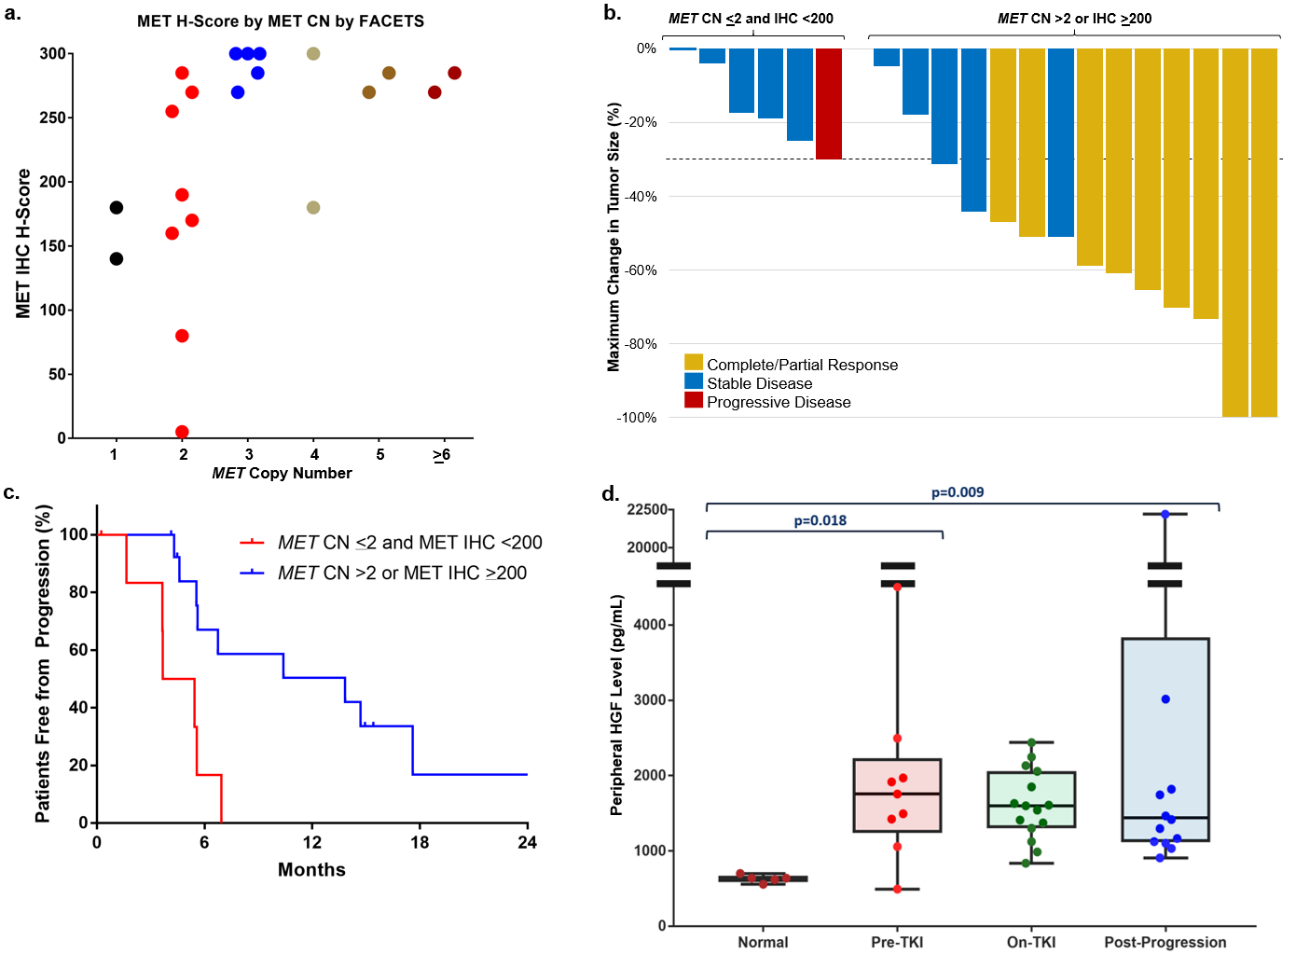 a.
MET H-Score by MET CN by FACETS
MET IHC H-Score
300
250
200
150
100
50
0
1 2 3 4 5 ≥6
MET Copy Number
b.
MET CN ≤2 and IHC <200
MET CN >2 or IHC ≥200
Maximum Change in Tumor Size (%)
0%
-20%
-40%
-60%
-80%
-100%
Complete/Partial Response
Stable Disease
Progressive Disease
c.
Patients Free from Progression (%)
100
80
60
40
20
0
0 6 12 18 24
Months
MET CN ≤2 and MET IHC <200
MET CN >2 or MET IHC ≥200
d.
p=0.009
p=0.018
Peripheral HGF Level (pg/mL)
22500
20000
4000
3000
2000
1000
0
Normal Pre-TKI On-TKI Post-Progression